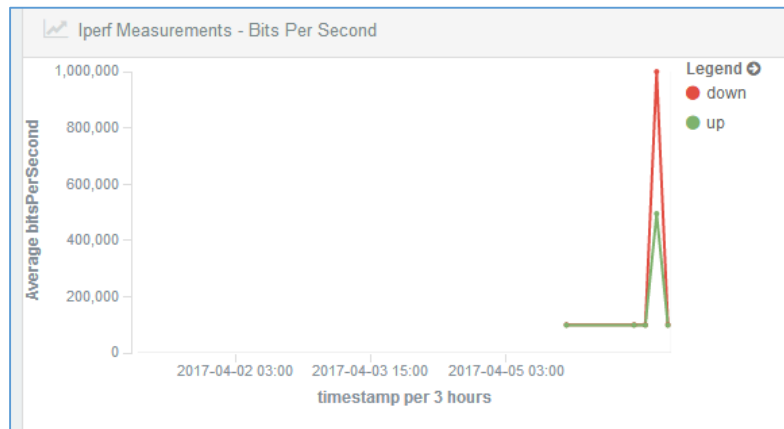 Iperf Measurements - Bits Per Second
Legend
down
up
Average bitsPerSecond
1,000,000
800,000
600,000
400,000
200,000
0
2017-04-02 03:00 2017-04-03 15:00 2017-04-05 03:00
timestamp per 3 hours